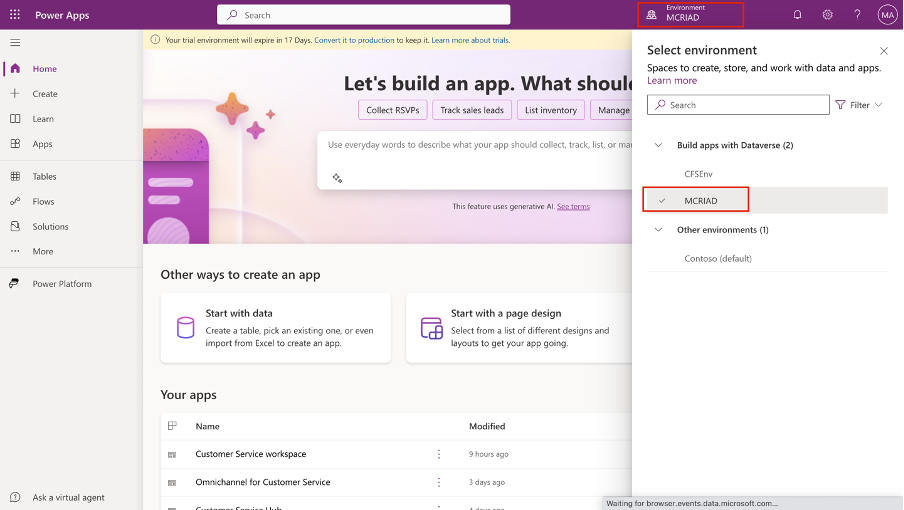 Power Apps
Search
Environment
MCRIAD
?
MA
Your trial environment will expire in 17 Days. Convert it to production to keep it. Learn more about trials.
Home
Create
Learn
Apps
Tables
Flows
Solutions
More
Power Platform
Ask a virtual agent
Let's build an app. What shou
Collect RSVPs
Track sales leads
List inventory
Manage
Use everyday words to describe what your app should collect, track, list, or ma
This feature uses generative AI. See terms
Other ways to create an app
Start with data
Create a table, pick an existing one, or even
import from Excel to create an app.
Start with a page design
Select from a list of different designs and
layouts to get your app going.
Your apps
Name
Modified
Customer Service workspace
9 hours ago
Omnichannel for Customer Service
3 days ago
Customer Service Hub
4 days ago
Select environment
Spaces to create, store, and work with data and apps.
Learn more
Search
Filter
Build apps with Dataverse (2)
CFSEnv
MCRIAD
Other environments (1)
Contoso (default)
Waiting for browser.events.data.microsoft.com...